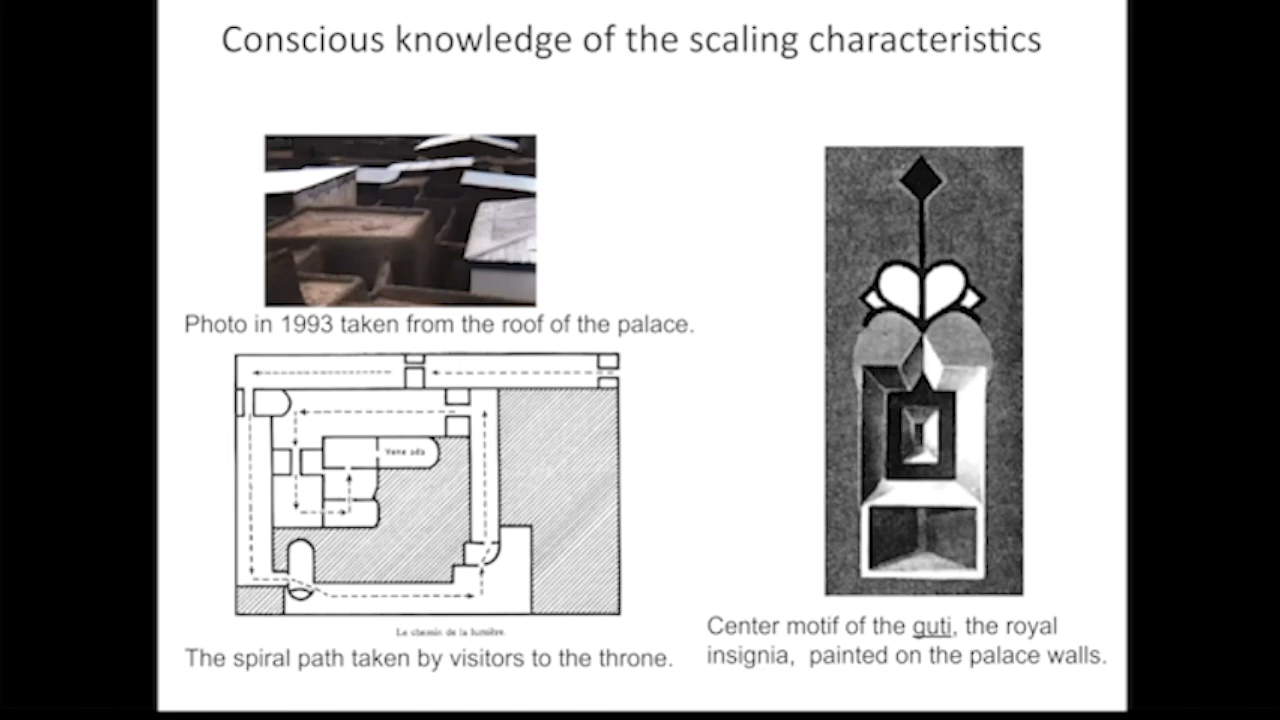 Conscious knowledge of the scaling characteristics
Photo in 1993 taken from the roof of the palace.
Le chemin de la lumière.
The spiral path taken by visitors to the throne.
Center motif of the guti, the royal
insignia, painted on the palace walls.